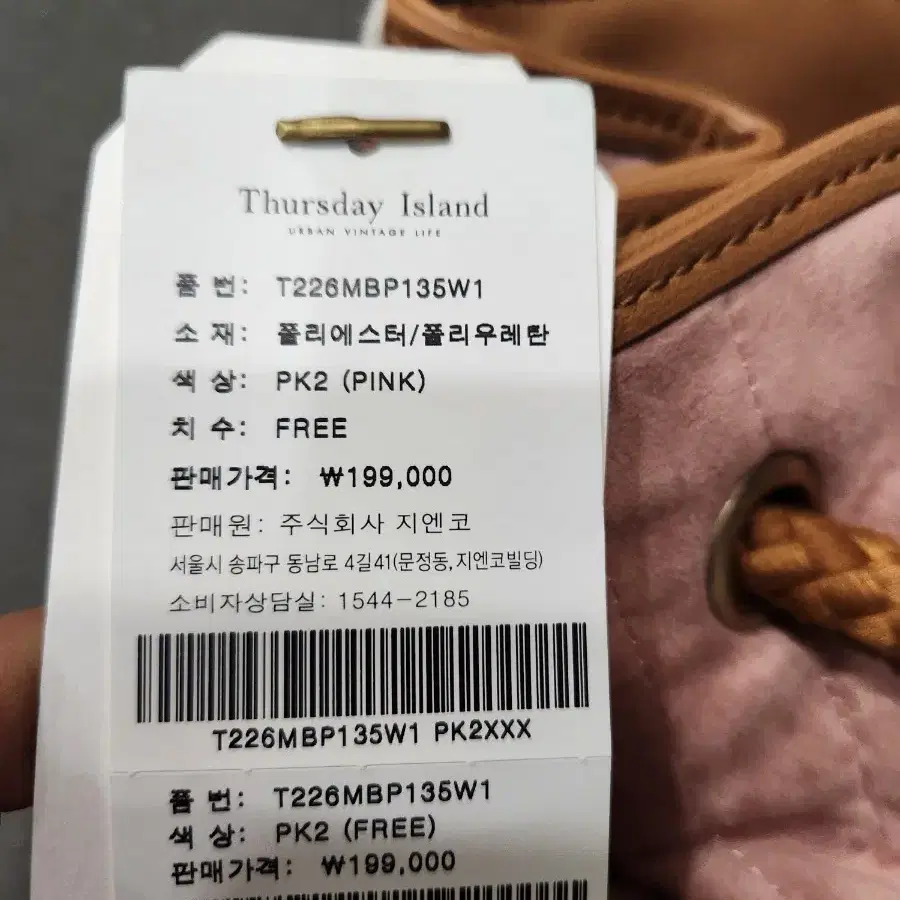 Thursday Island
URBAN VINTAGE LIFE
품 번: T226MBP135W1
소 재:폴리에스터/폴리우레탄
색 상: PK2 (PINK)
치 수: FREE
판매가격: ₩199,000
판매원: 주식회사 지엔코
서울시 송파구 동남로 4길41(문정동, 지엔코빌딩)
소비자상담실: 1544-2185
T226MBP135W1 PK2XXX
품 번: T226MBP135W1
색 상: PK2 (FREE)
판매가격: ₩199,000